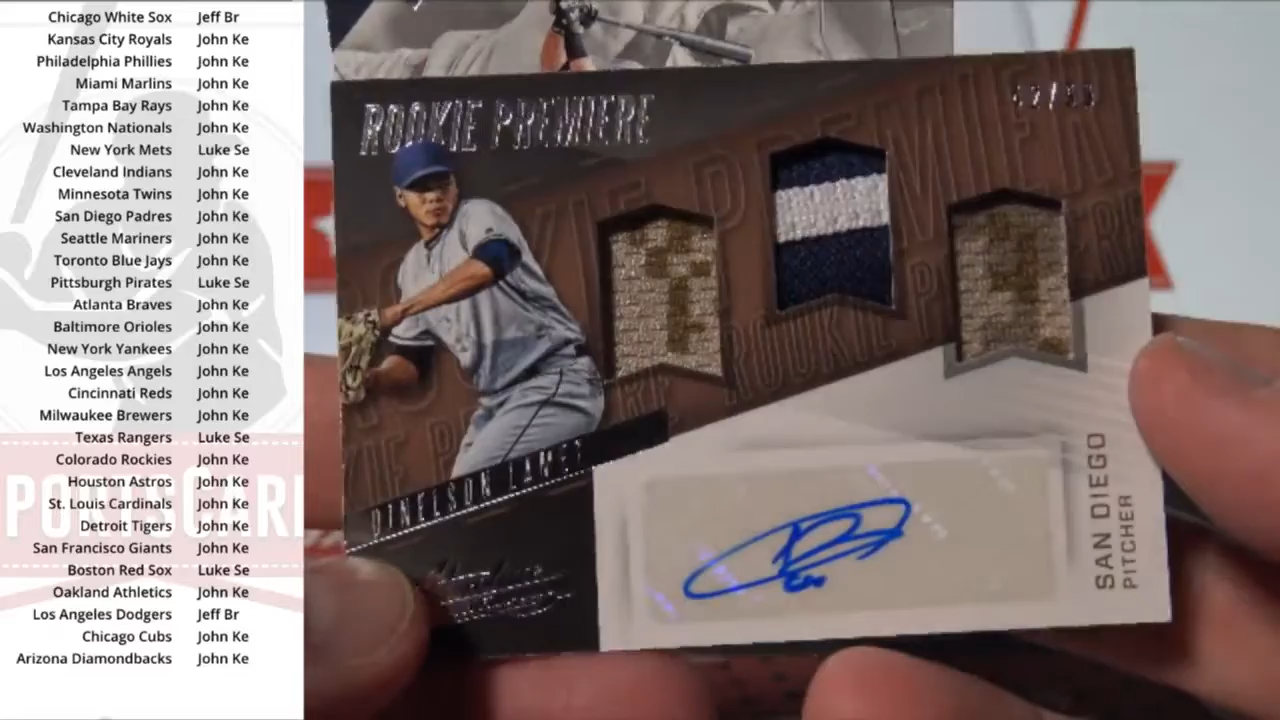 Chicago White Sox Jeff Br
Kansas City Royals John Ke
Philadelphia Phillies John Ke
Miami Marlins John Ke
Tampa Bay Rays John Ke
Washington Nationals John Ke
New York Mets Luke Se
Cleveland Indians John Ke
Minnesota Twins John Ke
San Diego Padres John Ke
Seattle Mariners John Ke
Toronto Blue Jays John Ke
Pittsburgh Pirates Luke Se
Atlanta Braves John Ke
Baltimore Orioles John Ke
New York Yankees John Ke
Los Angeles Angels John Ke
Cincinnati Reds John Ke
Milwaukee Brewers John Ke
Texas Rangers Luke Se
Colorado Rockies John Ke
Houston Astros John Ke
St. Louis Cardinals John Ke
Detroit Tigers John Ke
San Francisco Giants John Ke
Boston Red Sox Luke Se
Oakland Athletics John Ke
Los Angeles Dodgers Jeff Br
Chicago Cubs John Ke
Arizona Diamondbacks John Ke
ROOKIE PREMIERE
DINELSON LAMET
SAN DIEGO
PITCHER